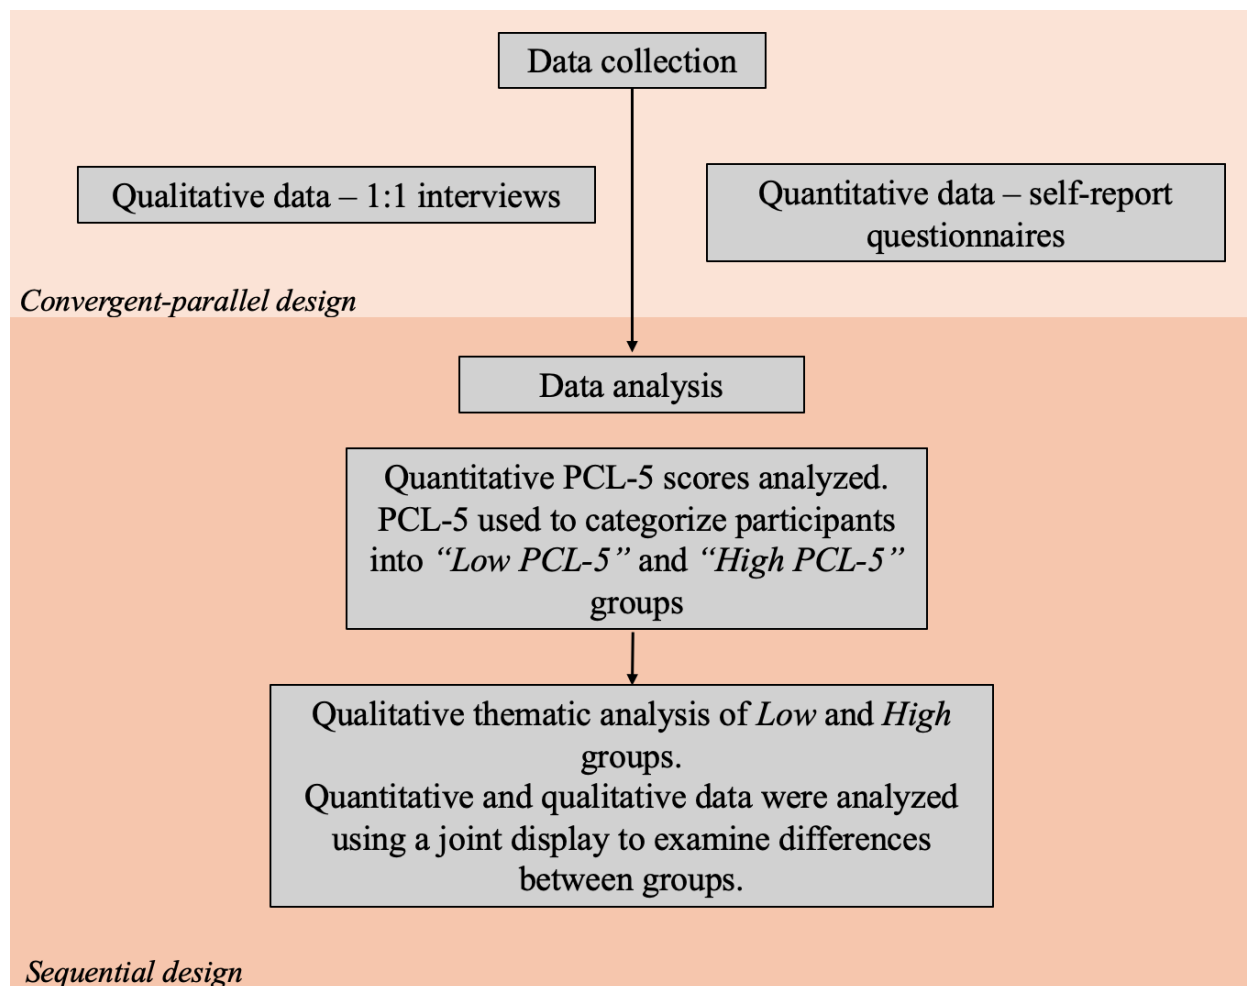 Data collection
Qualitative data – 1:1 interviews
Quantitative data – self-report
questionnaires
Convergent-parallel design
Data analysis
Quantitative PCL-5 scores analyzed.
PCL-5 used to categorize participants
into “Low PCL-5” and “High PCL-5”
groups
Qualitative thematic analysis of Low and High
groups.
Quantitative and qualitative data were analyzed
using a joint display to examine differences
between groups.
Sequential design